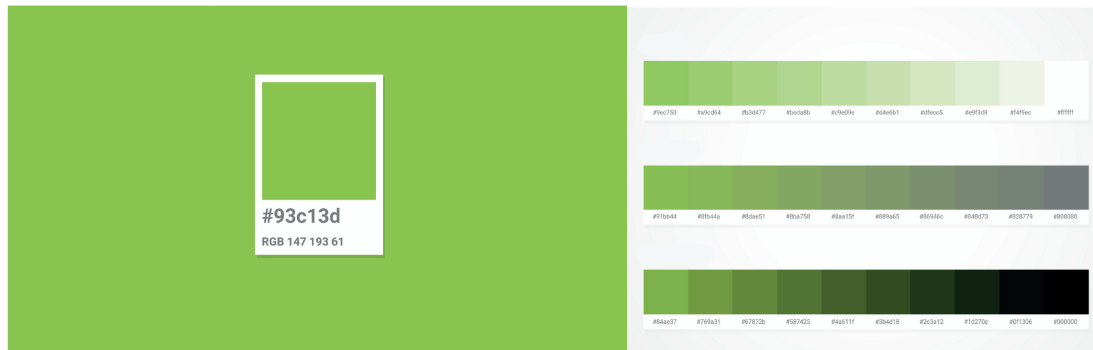 #93c13d
RGB 147 193 61
#9ec750 #a9cd64 #b3d477 #beda8b #c9e09e #d4e6b1 #dfecc5 #e9f3d8 #f4f9ec #ffffff
#91bb44 #8fb44a #8dae51 #8ba758 #8aa15f #889a65 #86946c #848d73 #828779 #808080
#84ae37 #769a31 #67872b #587425 #4a611f #3b4d18 #2c3a12 #1d270c #0f1306 #000000